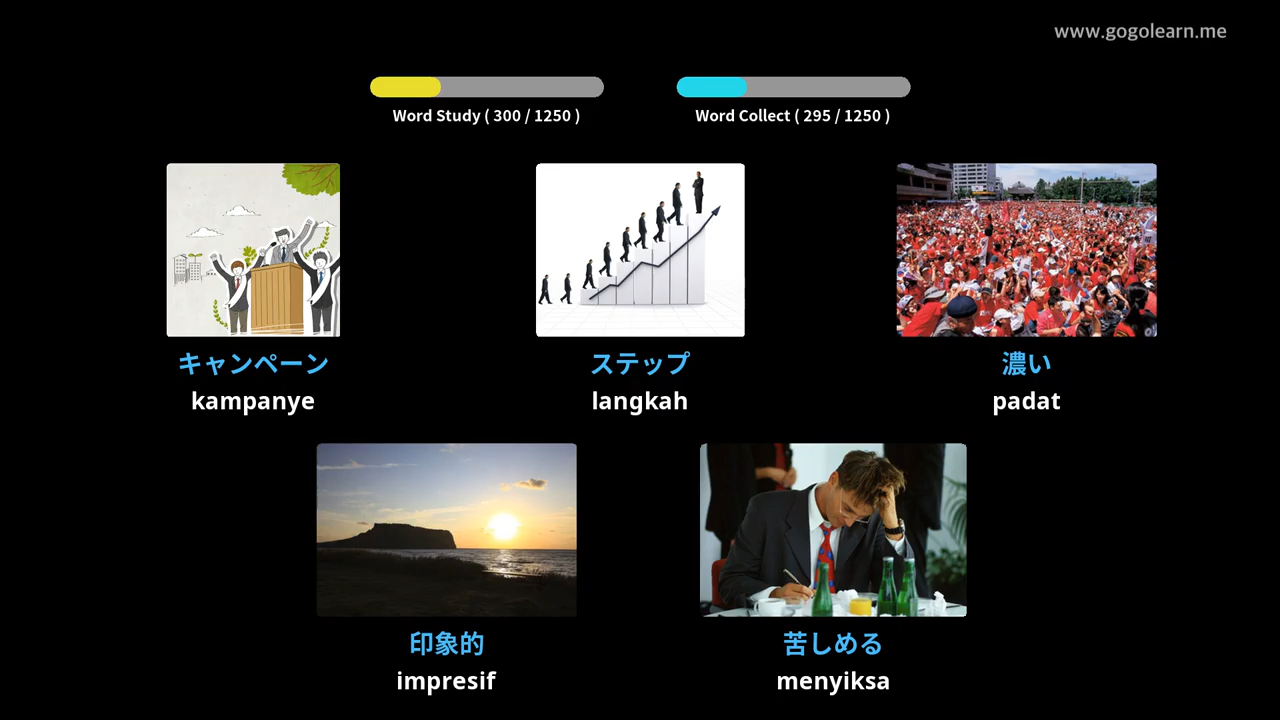 www.gogolearn.me
Word Study ( 300 / 1250 )
Word Collect ( 295 / 1250 )
キャンペーン
kampanye
ステップ
langkah
濃い
padat
印象的
impresif
苦しめる
menyiksa